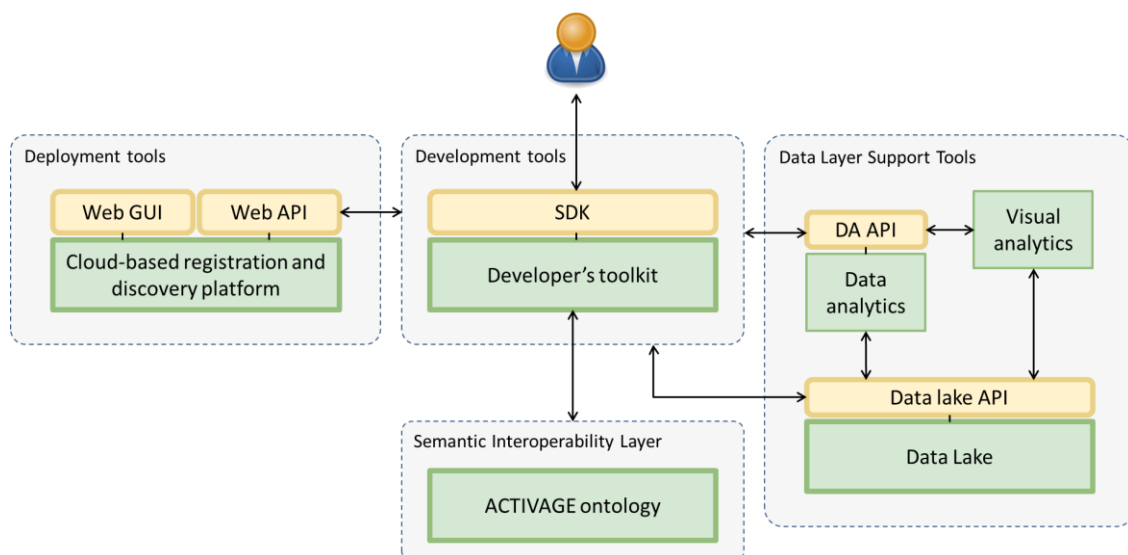 Deployment tools
Web GUI
Web API
Cloud-based registration and
discovery platform
Development tools
SDK
Developer’s toolkit
Data Layer Support Tools
DA API
Visual
analytics
Data
analytics
Data lake API
Data Lake
Semantic Interoperability Layer
ACTIVAGE ontology